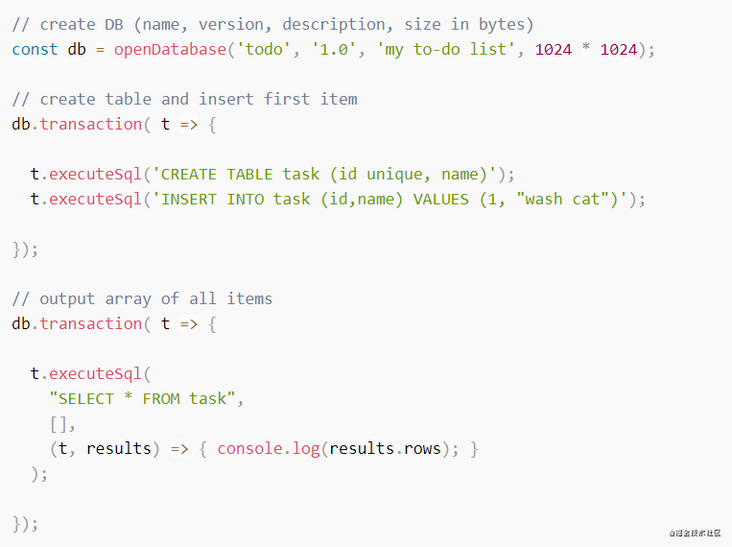 // create DB (name, version, description, size in bytes)
const db = openDatabase('todo', '1.0', 'my to-do list', 1024 * 1024);
// create table and insert first item
db.transaction( t => {
t.executeSql('CREATE TABLE task (id unique, name)');
t.executeSql('INSERT INTO task (id,name) VALUES (1, "wash cat")');
});
// output array of all items
db.transaction( t => {
t.executeSql(
"SELECT * FROM task",
[],
(t, results) => { console.log(results.rows); }
);
});
@掘金技术社区